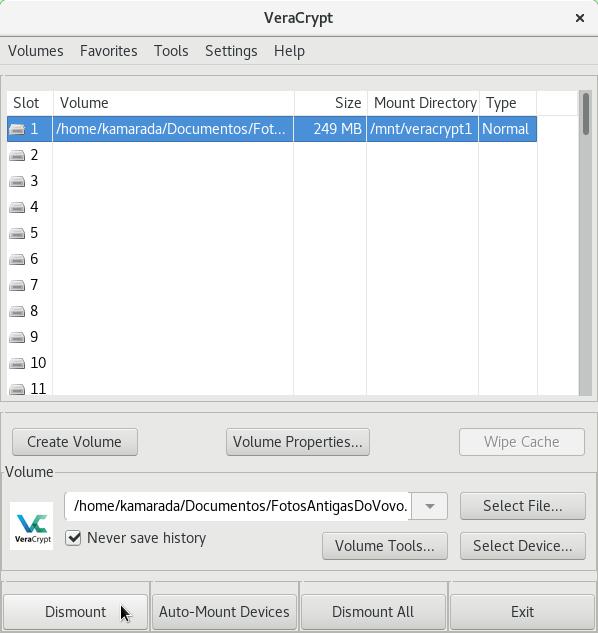 VeraCrypt ×
Volumes Favorites Tools Settings Help
Slot Volume Size Mount Directory Type
1 /home/kamarada/Documentos/Fot... 249 MB /mnt/veracrypt1 Normal
2
3
4
5
6
7
8
9
10
11
Create Volume Volume Properties... Wipe Cache
Volume
/home/kamarada/Documentos/FotosAntigasDoVovo. Select File...
VeraCrypt
Never save history
Volume Tools... Select Device...
Dismount Auto-Mount Devices Dismount All Exit